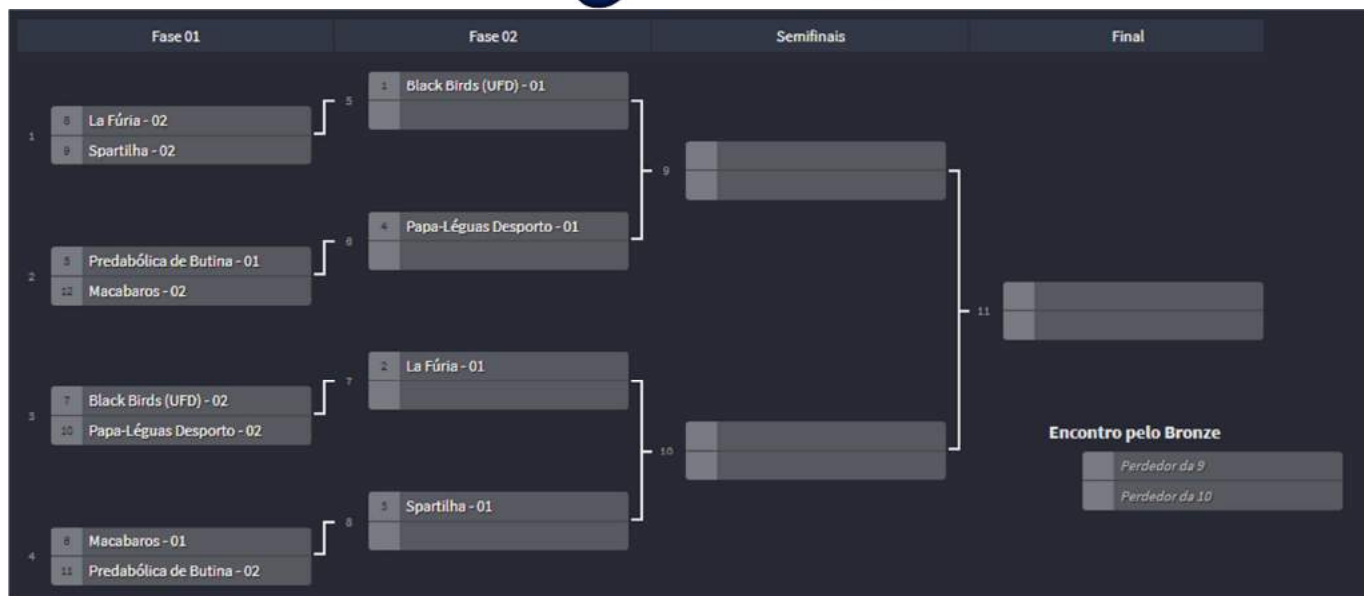 Fase 01
Fase 02
Semifinais
Final
1
8 La Fúria - 02
9 Spartilha - 02
2
5 Predabólica de Butina - 01
12 Macabaros - 02
3
7 Black Birds (UFD) - 02
10 Papa-Léguas Desporto - 02
4
6 Macabaros - 01
11 Predabólica de Butina - 02
5
1 Black Birds (UFD) - 01
6
4 Papa-Léguas Desporto - 01
7
2 La Fúria - 01
8
3 Spartilha - 01
9
10
11
Encontro pelo Bronze
Perdedor da 9
Perdedor da 10